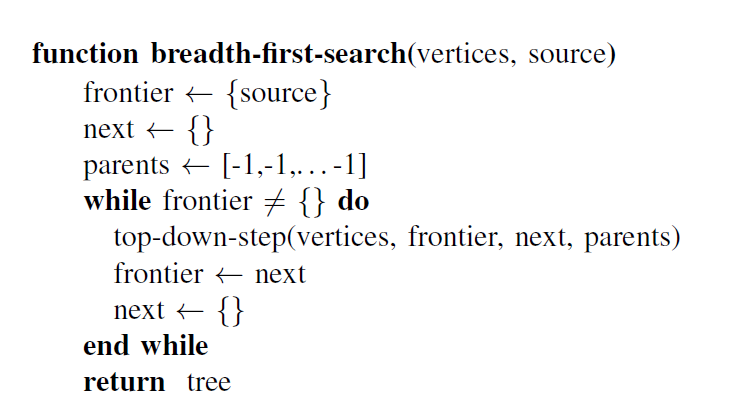 function breadth-first-search(vertices, source)
frontier ← {source}
next ← {}
parents ← [-1,-1,...-1]
while frontier ≠ {} do
top-down-step(vertices, frontier, next, parents)
frontier ← next
next ← {}
end while
return tree